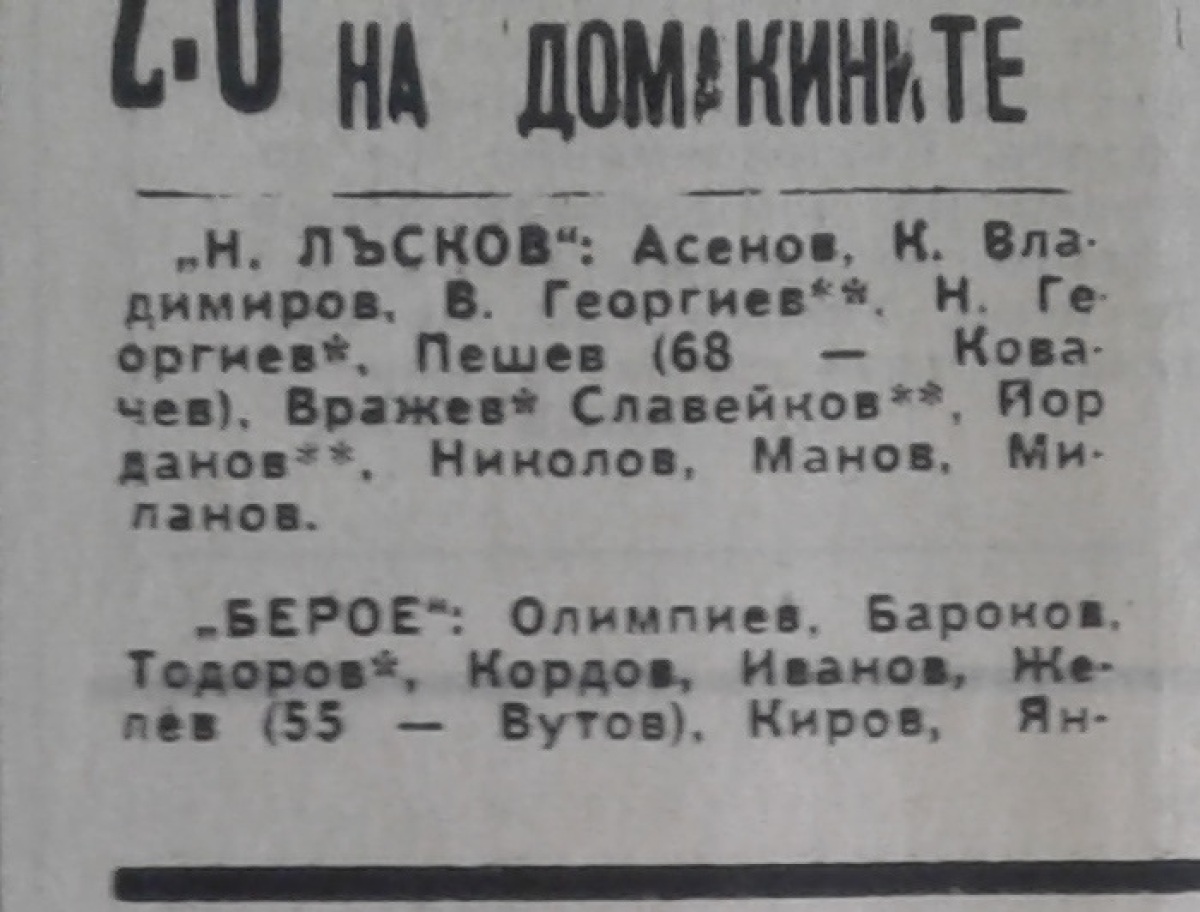 2:0 НА ДОМАКИНИТЕ
„Н. ЛЪСКОВ“: Асенов, К. Вла-
димиров, В. Георгиев**, Н. Ге-
оргиев*, Пешев (68 — Кова-
чев), Вражев* Славейков**, Йор
данов**, Николов, Манов, Ми-
ланов.
„БЕРОЕ“: Олимпиев, Баронов,
Тодоров*, Кордов, Иванов, Же-
лев (55 — Вутов), Киров, Ян-